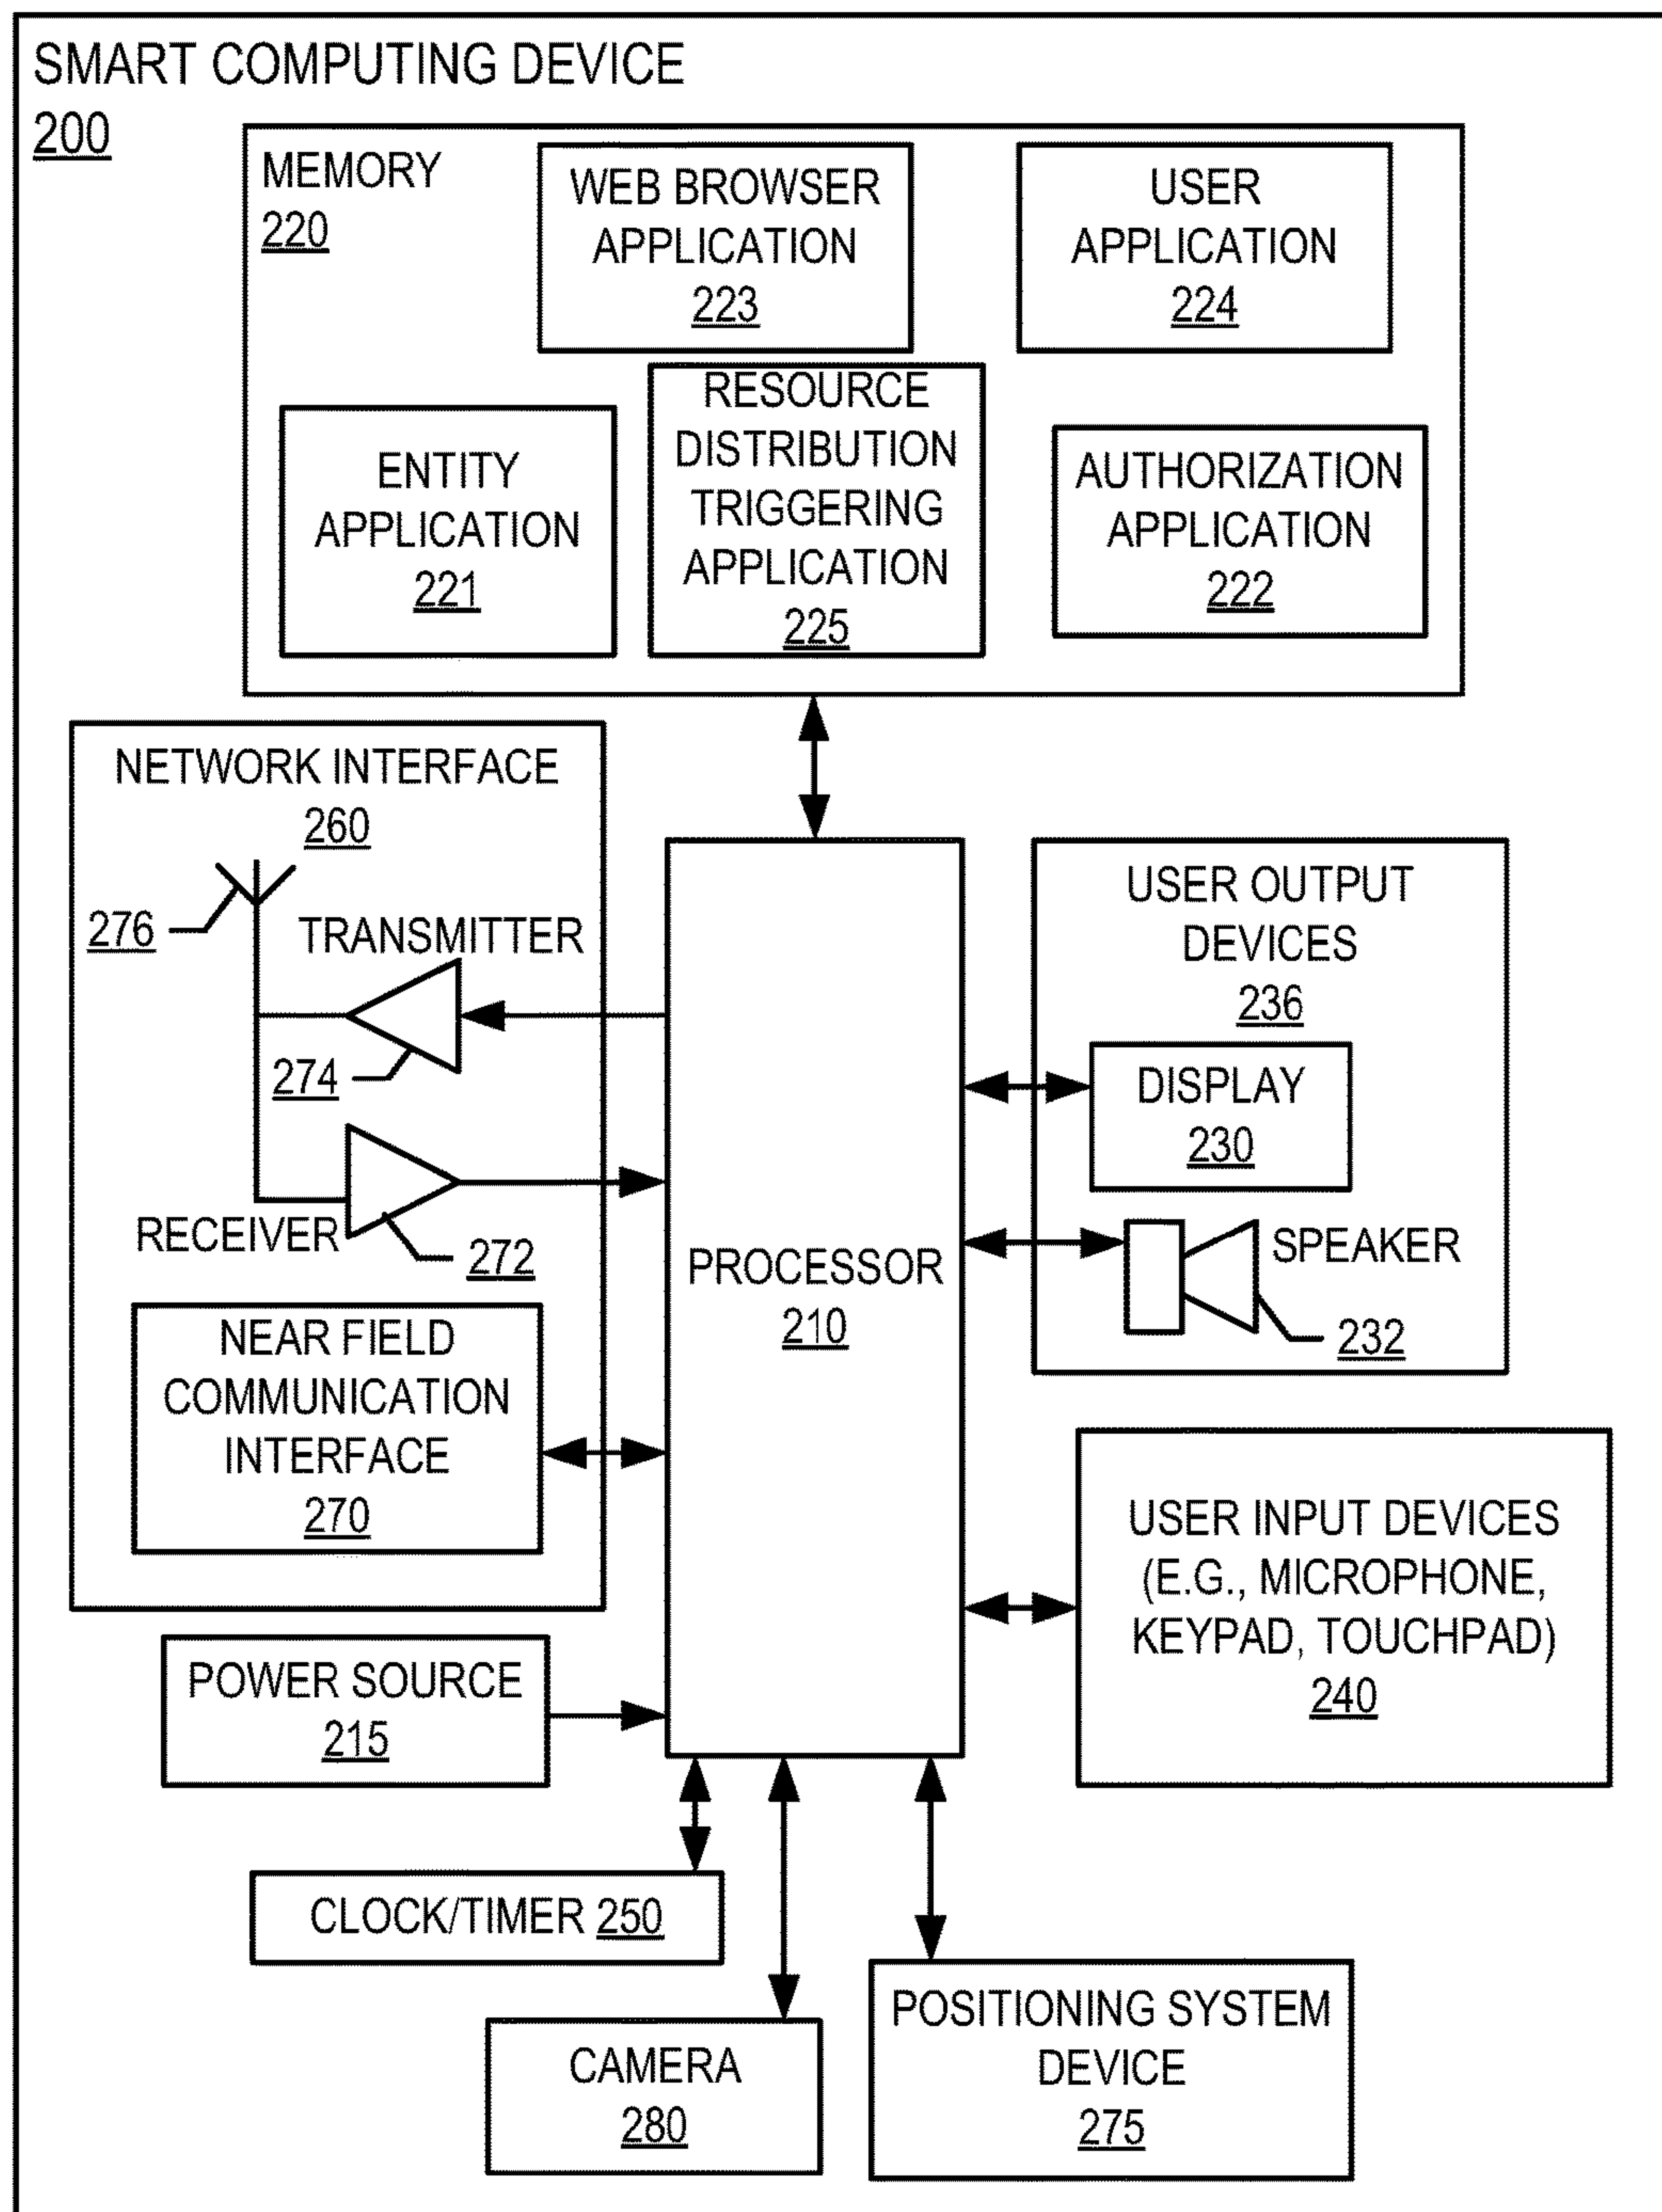 SMART COMPUTING DEVICE
200
MEMORY
220
WEB BROWSER
APPLICATION
223
USER
APPLICATION
224
ENTITY
APPLICATION
221
RESOURCE
DISTRIBUTION
TRIGGERING
APPLICATION
225
AUTHORIZATION
APPLICATION
222
NETWORK INTERFACE
260
276
TRANSMITTER
274
RECEIVER
272
NEAR FIELD
COMMUNICATION
INTERFACE
270
PROCESSOR
210
USER OUTPUT
DEVICES
236
DISPLAY
230
SPEAKER
232
USER INPUT DEVICES
(E.G., MICROPHONE,
KEYPAD, TOUCHPAD)
240
POWER SOURCE
215
CLOCK/TIMER 250
CAMERA
280
POSITIONING SYSTEM
DEVICE
275